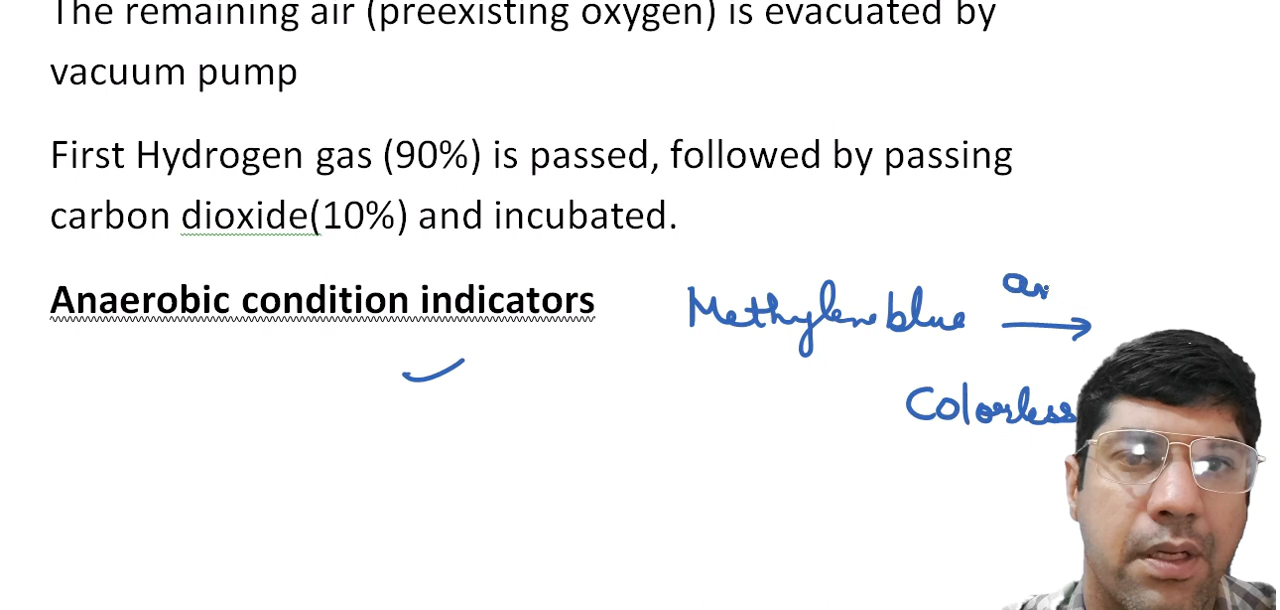 The remaining air (preexisting oxygen) is evacuated by
vacuum pump
First Hydrogen gas (90%) is passed, followed by passing
carbon dioxide(10%) and incubated.
Anaerobic condition indicators
Methylene blue
Colorless